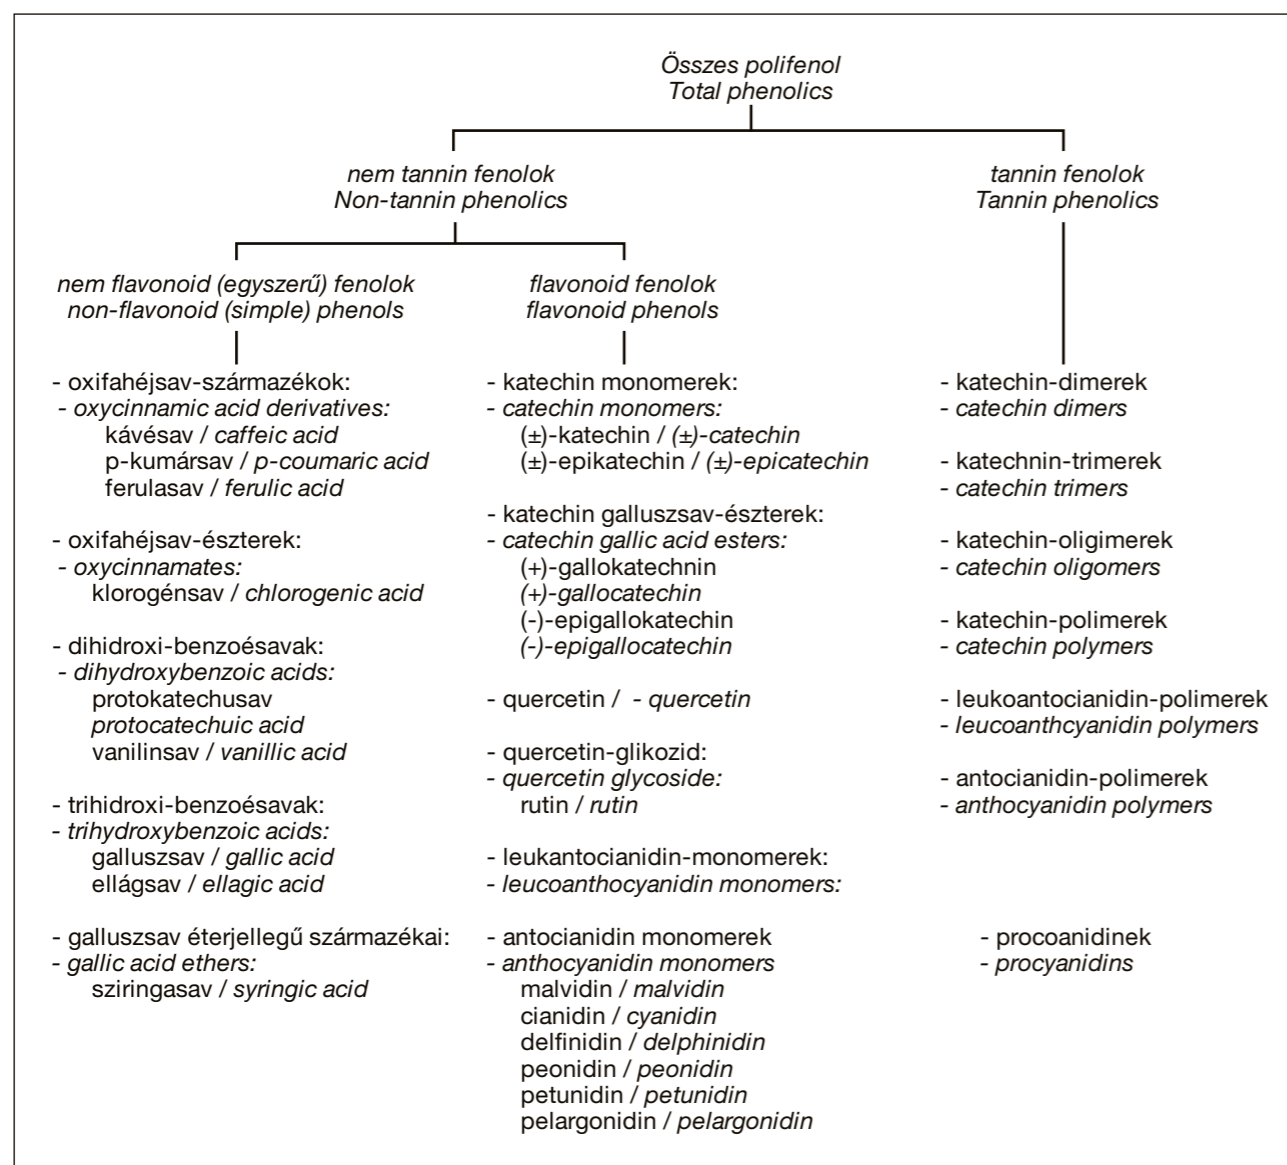 Összes polifenol
Total phenolics
nem tannin fenolok
Non-tannin phenolics
tannin fenolok
Tannin phenolics
nem flavonoid (egyszerű) fenolok
non-flavonoid (simple) phenols
flavonoid fenolok
flavonoid phenols
- oxifahéjsav-származékok:
- oxycinnamic acid derivatives:
kávésav / caffeic acid
p-kumársav / p-coumaric acid
ferulasav / ferulic acid
- oxifahéjsav-észterek:
- oxycinnamates:
klorogénsav / chlorogenic acid
- dihidroxi-benzoésavak:
- dihydroxybenzoic acids:
protokatechusav
protocatechuic acid
vanilinsav / vanillic acid
- trihidroxi-benzoésavak:
- trihydroxybenzoic acids:
galluszsav / gallic acid
ellágsav / ellagic acid
- galluszsav éterjellegű származékai:
- gallic acid ethers:
sziringasav / syringic acid
- katechin monomerek:
- catechin monomers:
(±)-katechin / (±)-catechin
(±)-epikatechin / (±)-epicatechin
- katechin galluszsav-észterek:
- catechin gallic acid esters:
(+)-gallokatechnin
(+)-gallocatechin
(-)-epigallokatechin
(-)-epigallocatechin
- quercetin / - quercetin
- quercetin-glikozid:
- quercetin glycoside:
rutin / rutin
- leukantocianidin-monomerek:
- leucoanthocyanidin monomers:
- antocianidin monomerek
- anthocyanidin monomers
malvidin / malvidin
cianidin / cyanidin
delfinidin / delphinidin
peonidin / peonidin
petunidin / petunidin
pelargonidin / pelargonidin
- katechin-dimerek
- catechin dimers
- katechnin-trimerek
- catechin trimers
- katechin-oligimerek
- catechin oligomers
- katechin-polimerek
- catechin polymers
- leukoantocianidin-polimerek
- leucoanthcyanidin polymers
- antocianidin-polimerek
- anthocyanidin polymers
- procoanidinek
- procyanidins